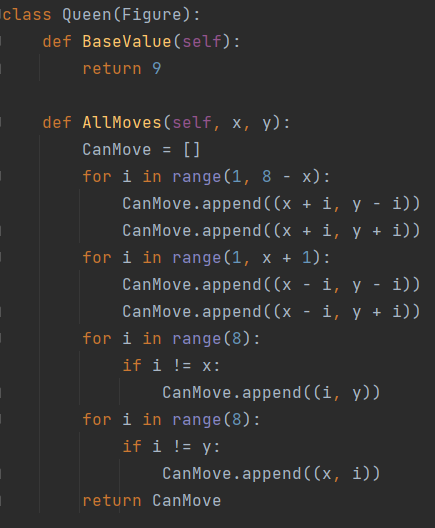 class Queen(Figure):
    def BaseValue(self):
        return 9

    def AllMoves(self, x, y):
        CanMove = []
        for i in range(1, 8 - x):
            CanMove.append((x + i, y - i))
            CanMove.append((x + i, y + i))
        for i in range(1, x + 1):
            CanMove.append((x - i, y - i))
            CanMove.append((x - i, y + i))
        for i in range(8):
            if i != x:
                CanMove.append((i, y))
        for i in range(8):
            if i != y:
                CanMove.append((x, i))
        return CanMove